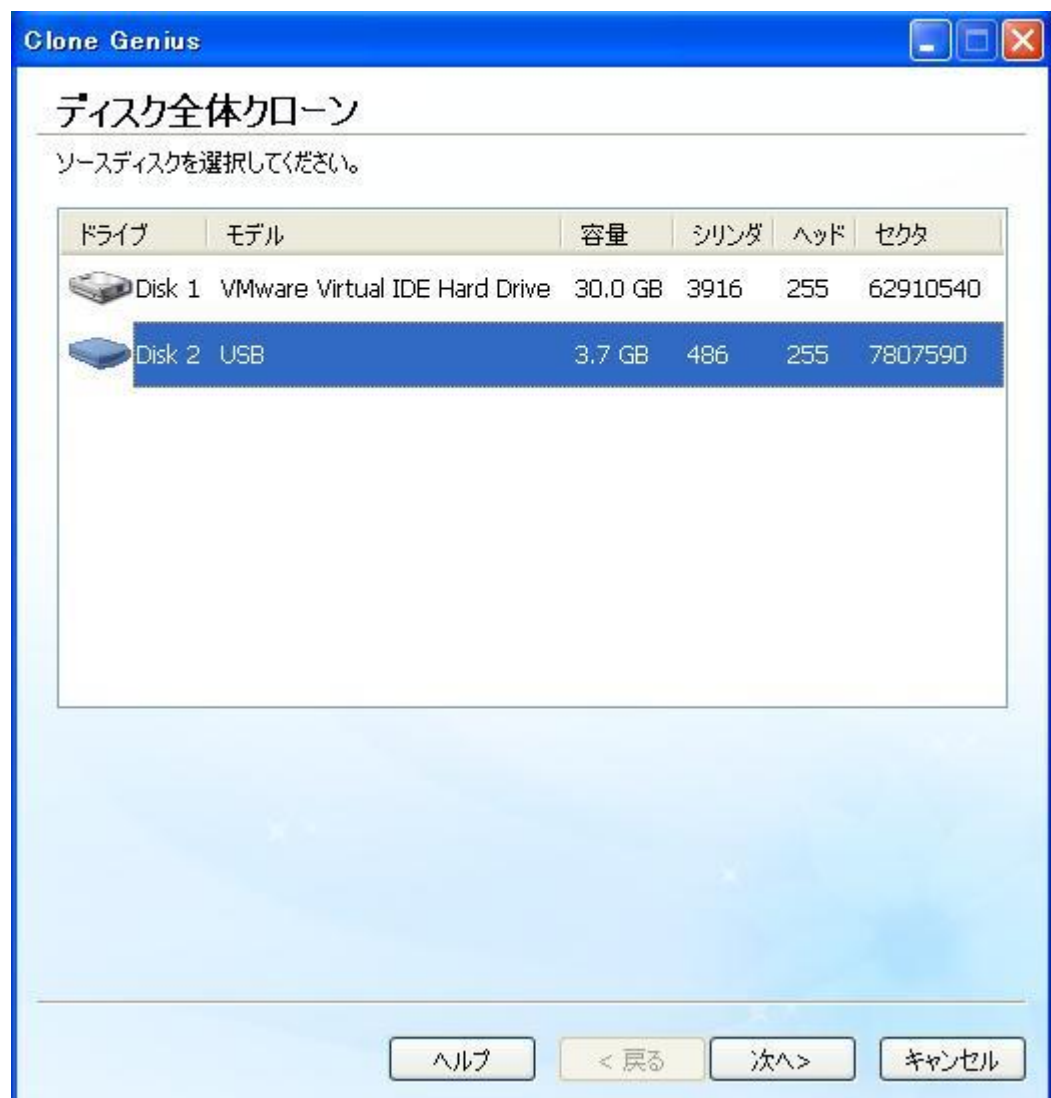 Clone Genius
ディスク全体クローン
ソースディスクを選択してください。
ドライブ モデル 容量 シリンダ ヘッド セクタ
Disk 1 VMware Virtual IDE Hard Drive 30.0 GB 3916 255 62910540
Disk 2 USB 3.7 GB 486 255 7807590
ヘルプ < 戻る 次へ> キャンセル